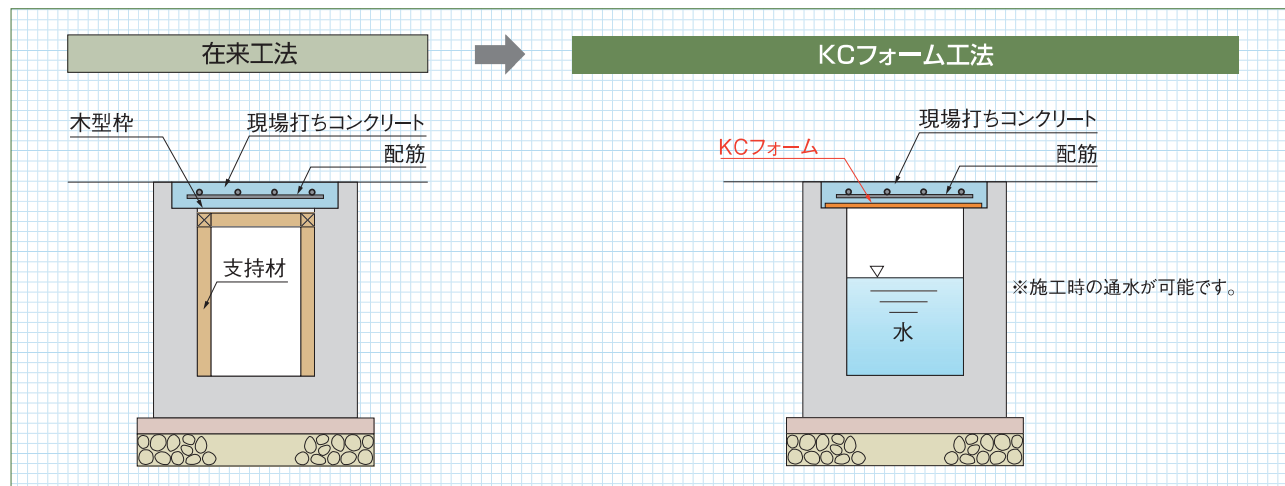 在来工法
KCフォーム工法
木型枠
現場打ちコンクリート
配筋
支持材
KCフォーム
現場打ちコンクリート
配筋
※施工時の通水が可能です。
水